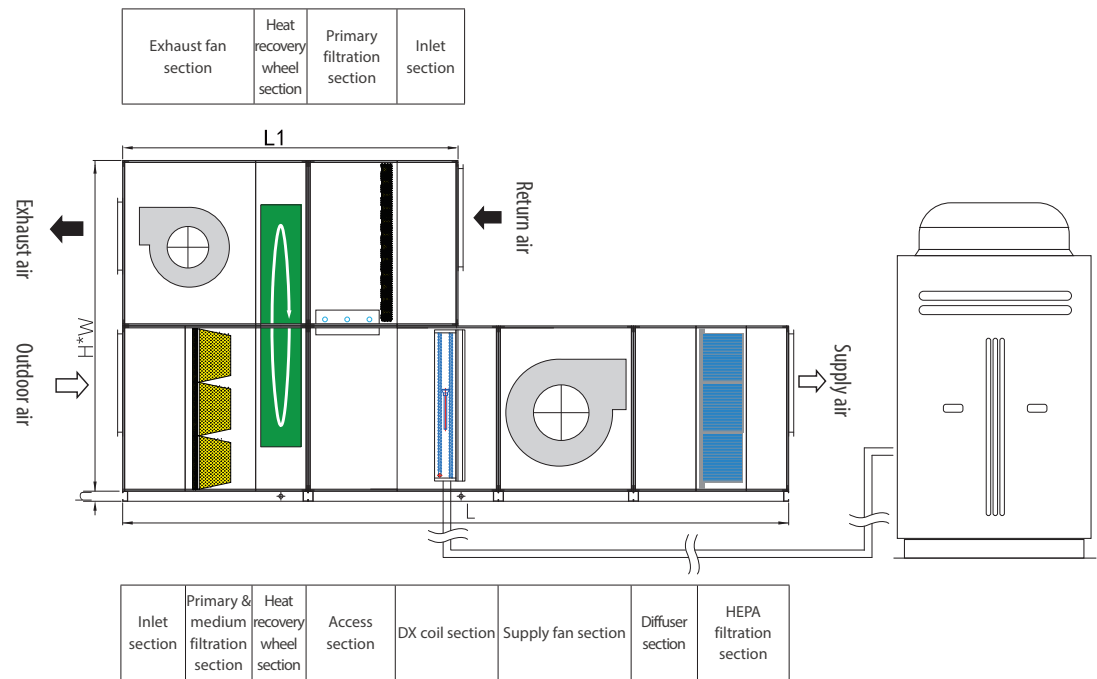 Exhaust fan
section
Heat
recovery
wheel
section
Primary
filtration
section
Inlet
section
L1
Exhaust air
Return air
W*H
Outdoor air
Supply air
L
Inlet
section
Primary &
medium
filtration
section
Heat
recovery
wheel
section
Access
section
DX coil section
Supply fan section
Diffuser
section
HEPA
filtration
section